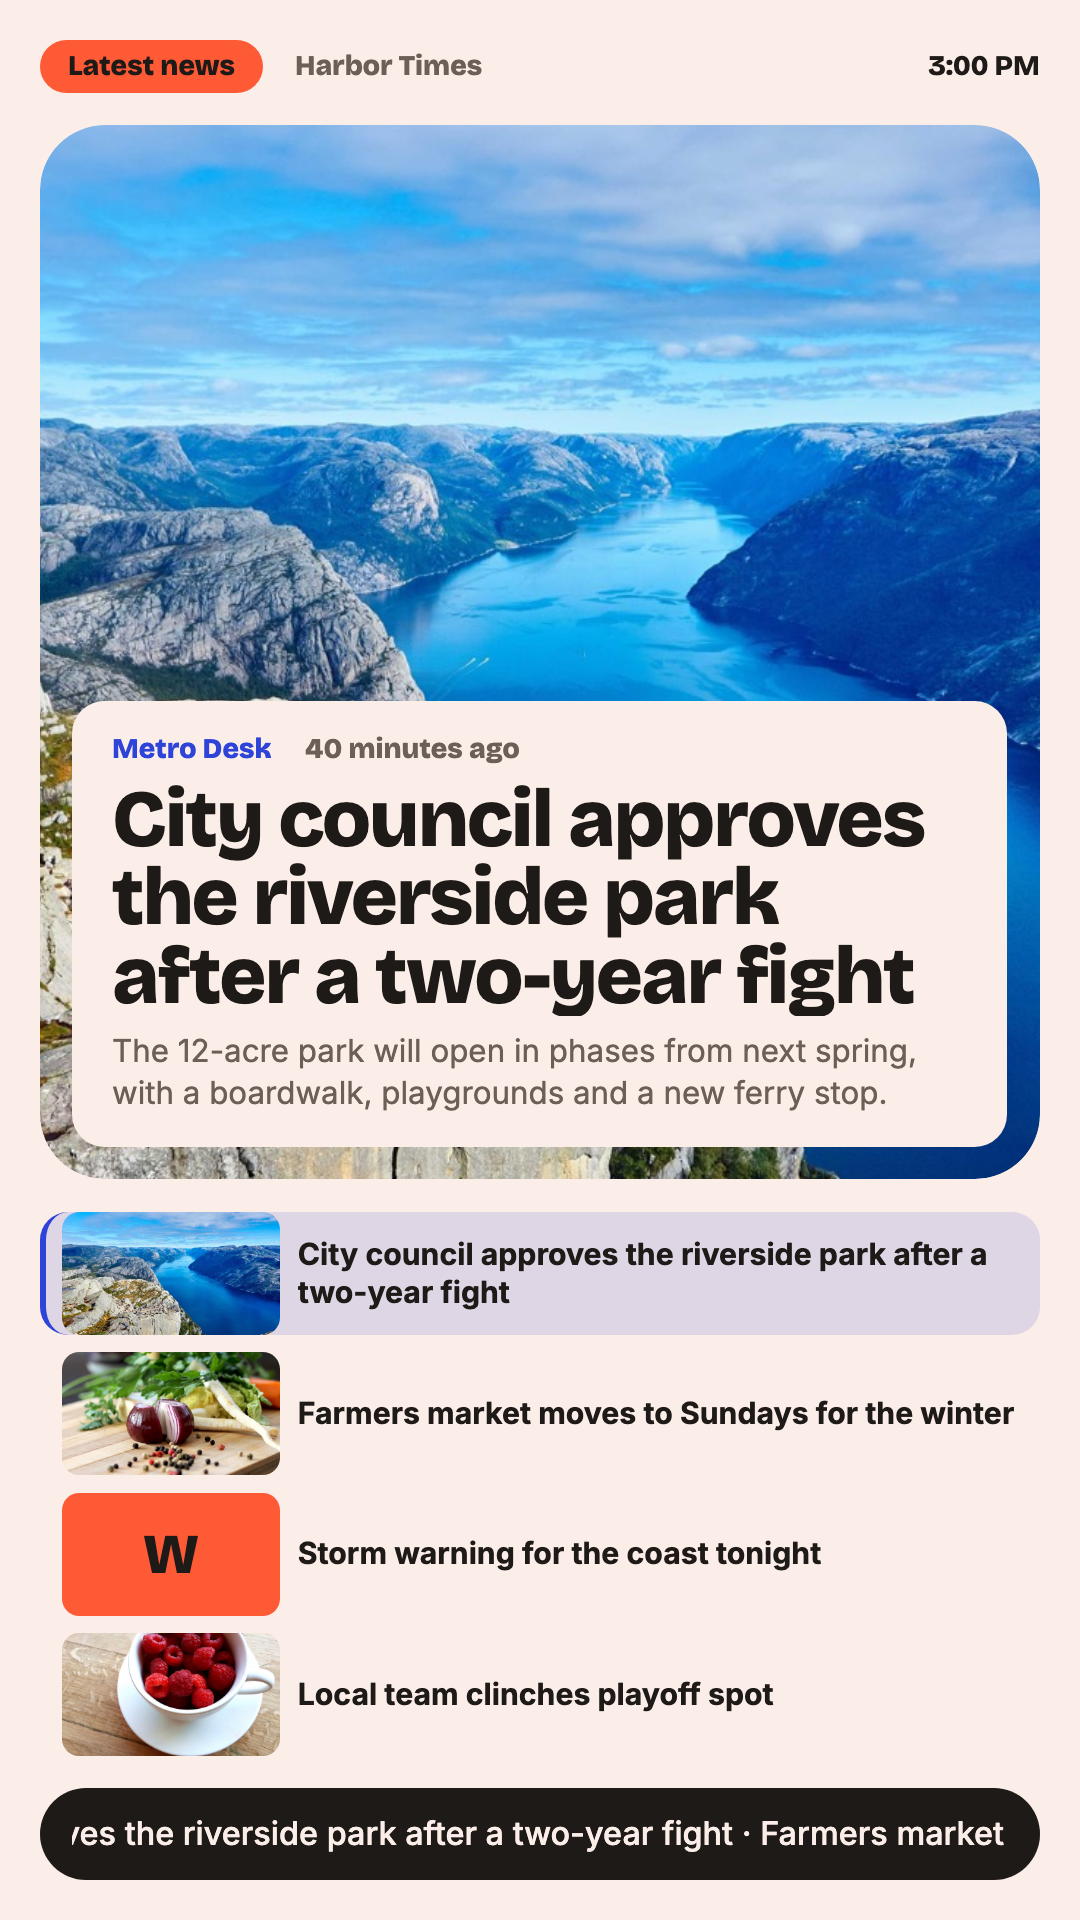 Latest news
Harbor Times
3:00 PM
Metro Desk
40 minutes ago
City council approves
the riverside park
after a two-year fight
The 12-acre park will open in phases from next spring,
with a boardwalk, playgrounds and a new ferry stop.
City council approves the riverside park after a
two-year fight
Farmers market moves to Sundays for the winter
W
Storm warning for the coast tonight
Local team clinches playoff spot
the riverside park after a two-year fight · Farmers market